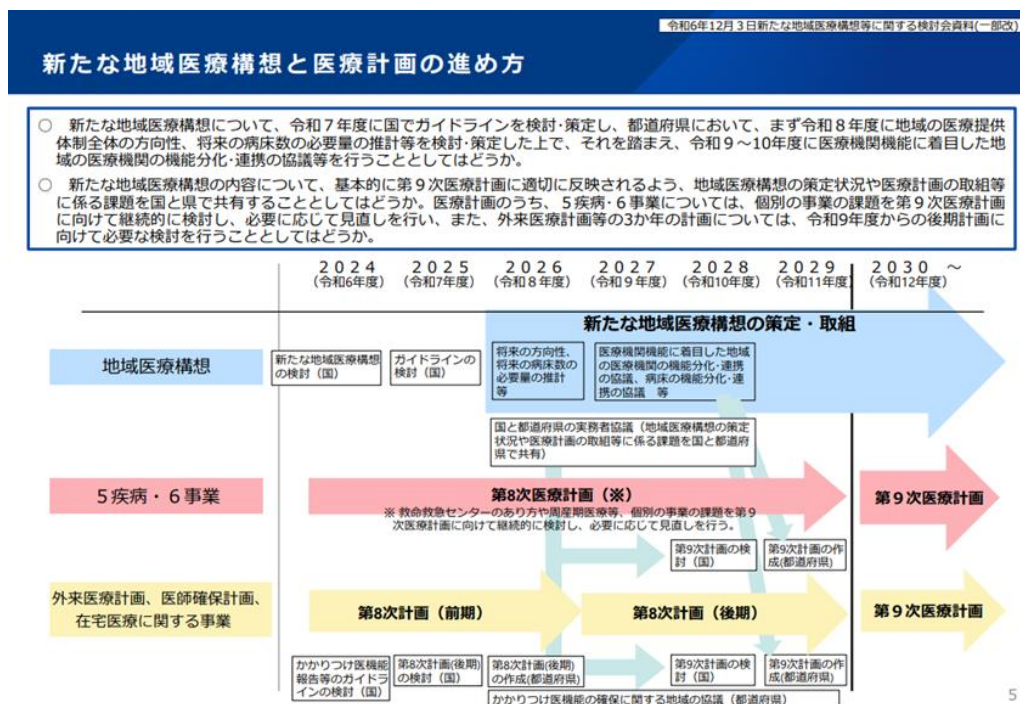 令和6年12月3日新たな地域医療構想等に関する検討会資料(一部改)
新たな地域医療構想と医療計画の進め方
○ 新たな地域医療構想について、令和7年度に国でガイドラインを検討・策定し、都道府県において、まず令和8年度に地域の医療提供
体制全体の方向性、将来の病床数の必要量の推計等を検討・策定した上で、それを踏まえ、令和9～10年度に医療機関機能に着目した地
域の医療機関の機能分化・連携の協議等を行うこととしてはどうか。
○ 新たな地域医療構想の内容について、基本的に第9次医療計画に適切に反映されるよう、地域医療構想の策定状況や医療計画の取組等
に係る課題を国と県で共有することとしてはどうか。医療計画のうち、5疾病・6事業については、個別の事業の課題を第9次医療計画
に向けて継続的に検討し、必要に応じて見直しを行い、また、外来医療計画等の3か年の計画については、令和9年度からの後期計画に
向けて必要な検討を行うこととしてはどうか。
2024 2025 2026 2027 2028 2029 2030 ～
(令和6年度) (令和7年度) (令和8年度) (令和9年度) (令和10年度) (令和11年度) (令和12年度)
新たな地域医療構想の策定・取組
地域医療構想
新たな地域医療構想
の検討（国）
ガイドラインの
検討（国）
将来の方向性、
将来の病床数の
必要量の推計
等
医療機関機能に着目した地域
の医療機関の機能分化・連携
の協議、病床の機能分化・連
携の協議 等
国と都道府県の実務者協議（地域医療構想の策定
状況や医療計画の取組等に係る課題を国と都道府
県で共有）
5疾病・6事業
第8次医療計画（※）
※ 救命救急センターのあり方や周産期医療等、個別の事業の課題を第9
次医療計画に向けて継続的に検討し、必要に応じて見直しを行う。
第9次医療計画
第9次計画の検
討（国）
第9次計画の作
成(都道府県)
外来医療計画、医師確保計画、
在宅医療に関する事業
第8次計画（前期）
第8次計画（後期）
第9次医療計画
かかりつけ医機能
報告等のガイドラ
インの検討（国）
第8次計画(後期)
の検討（国）
第8次計画（後期）
の作成(都道府県)
第9次計画の検
討（国）
第9次計画の作
成(都道府県)
かかりつけ医機能の確保に関する地域の協議（都道府県）
5